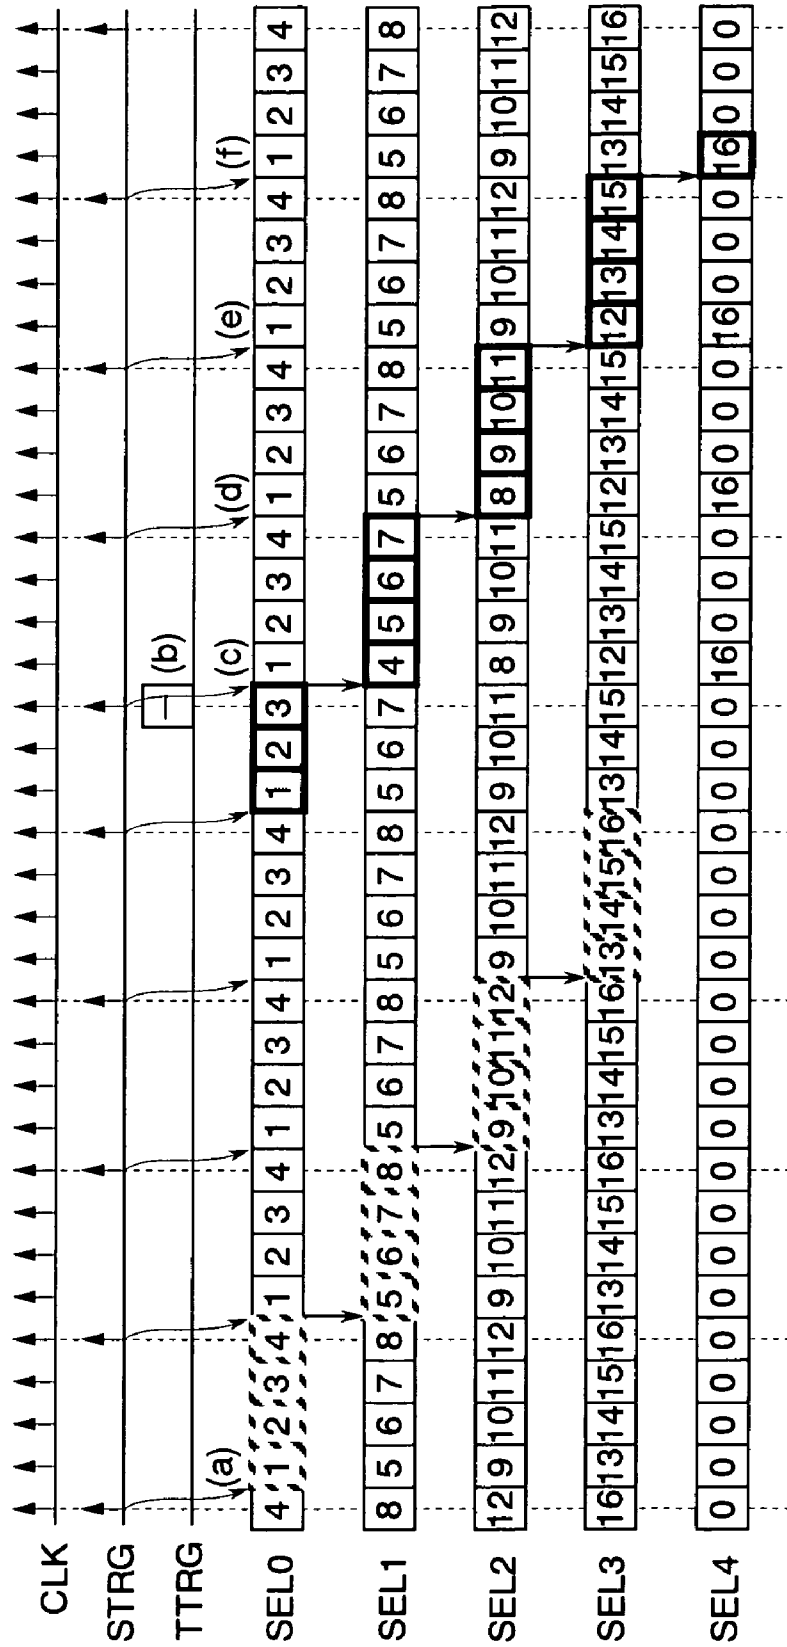 CLK
STRG
TTRG (b)
(a) (c) (d) (e) (f)
SEL0 4 1 2 3 4 1 2 3 4 1 2 3 4 1 2 3 4 1 2 3 1 2 3 4 1 2 3 4 1 2 3 4 1 2 3 4
SEL1 8 5 6 7 8 5 6 7 8 5 6 7 8 5 6 7 8 5 6 7 4 5 6 7 5 6 7 8 5 6 7 8 5 6 7 8
SEL2 12 9 10 11 12 9 10 11 12 9 10 11 12 9 10 11 12 9 10 11 8 9 10 11 8 9 10 11 9 10 11 12 9 10 11 12
SEL3 16 13 14 15 16 13 14 15 16 13 14 15 16 13 14 15 16 13 14 15 12 13 14 15 12 13 14 15 12 13 14 15 13 14 15 16
SEL4 0 0 0 0 0 0 0 0 0 0 0 0 0 0 0 0 0 0 0 0 16 0 0 0 16 0 0 0 16 0 0 0 16 0 0 0